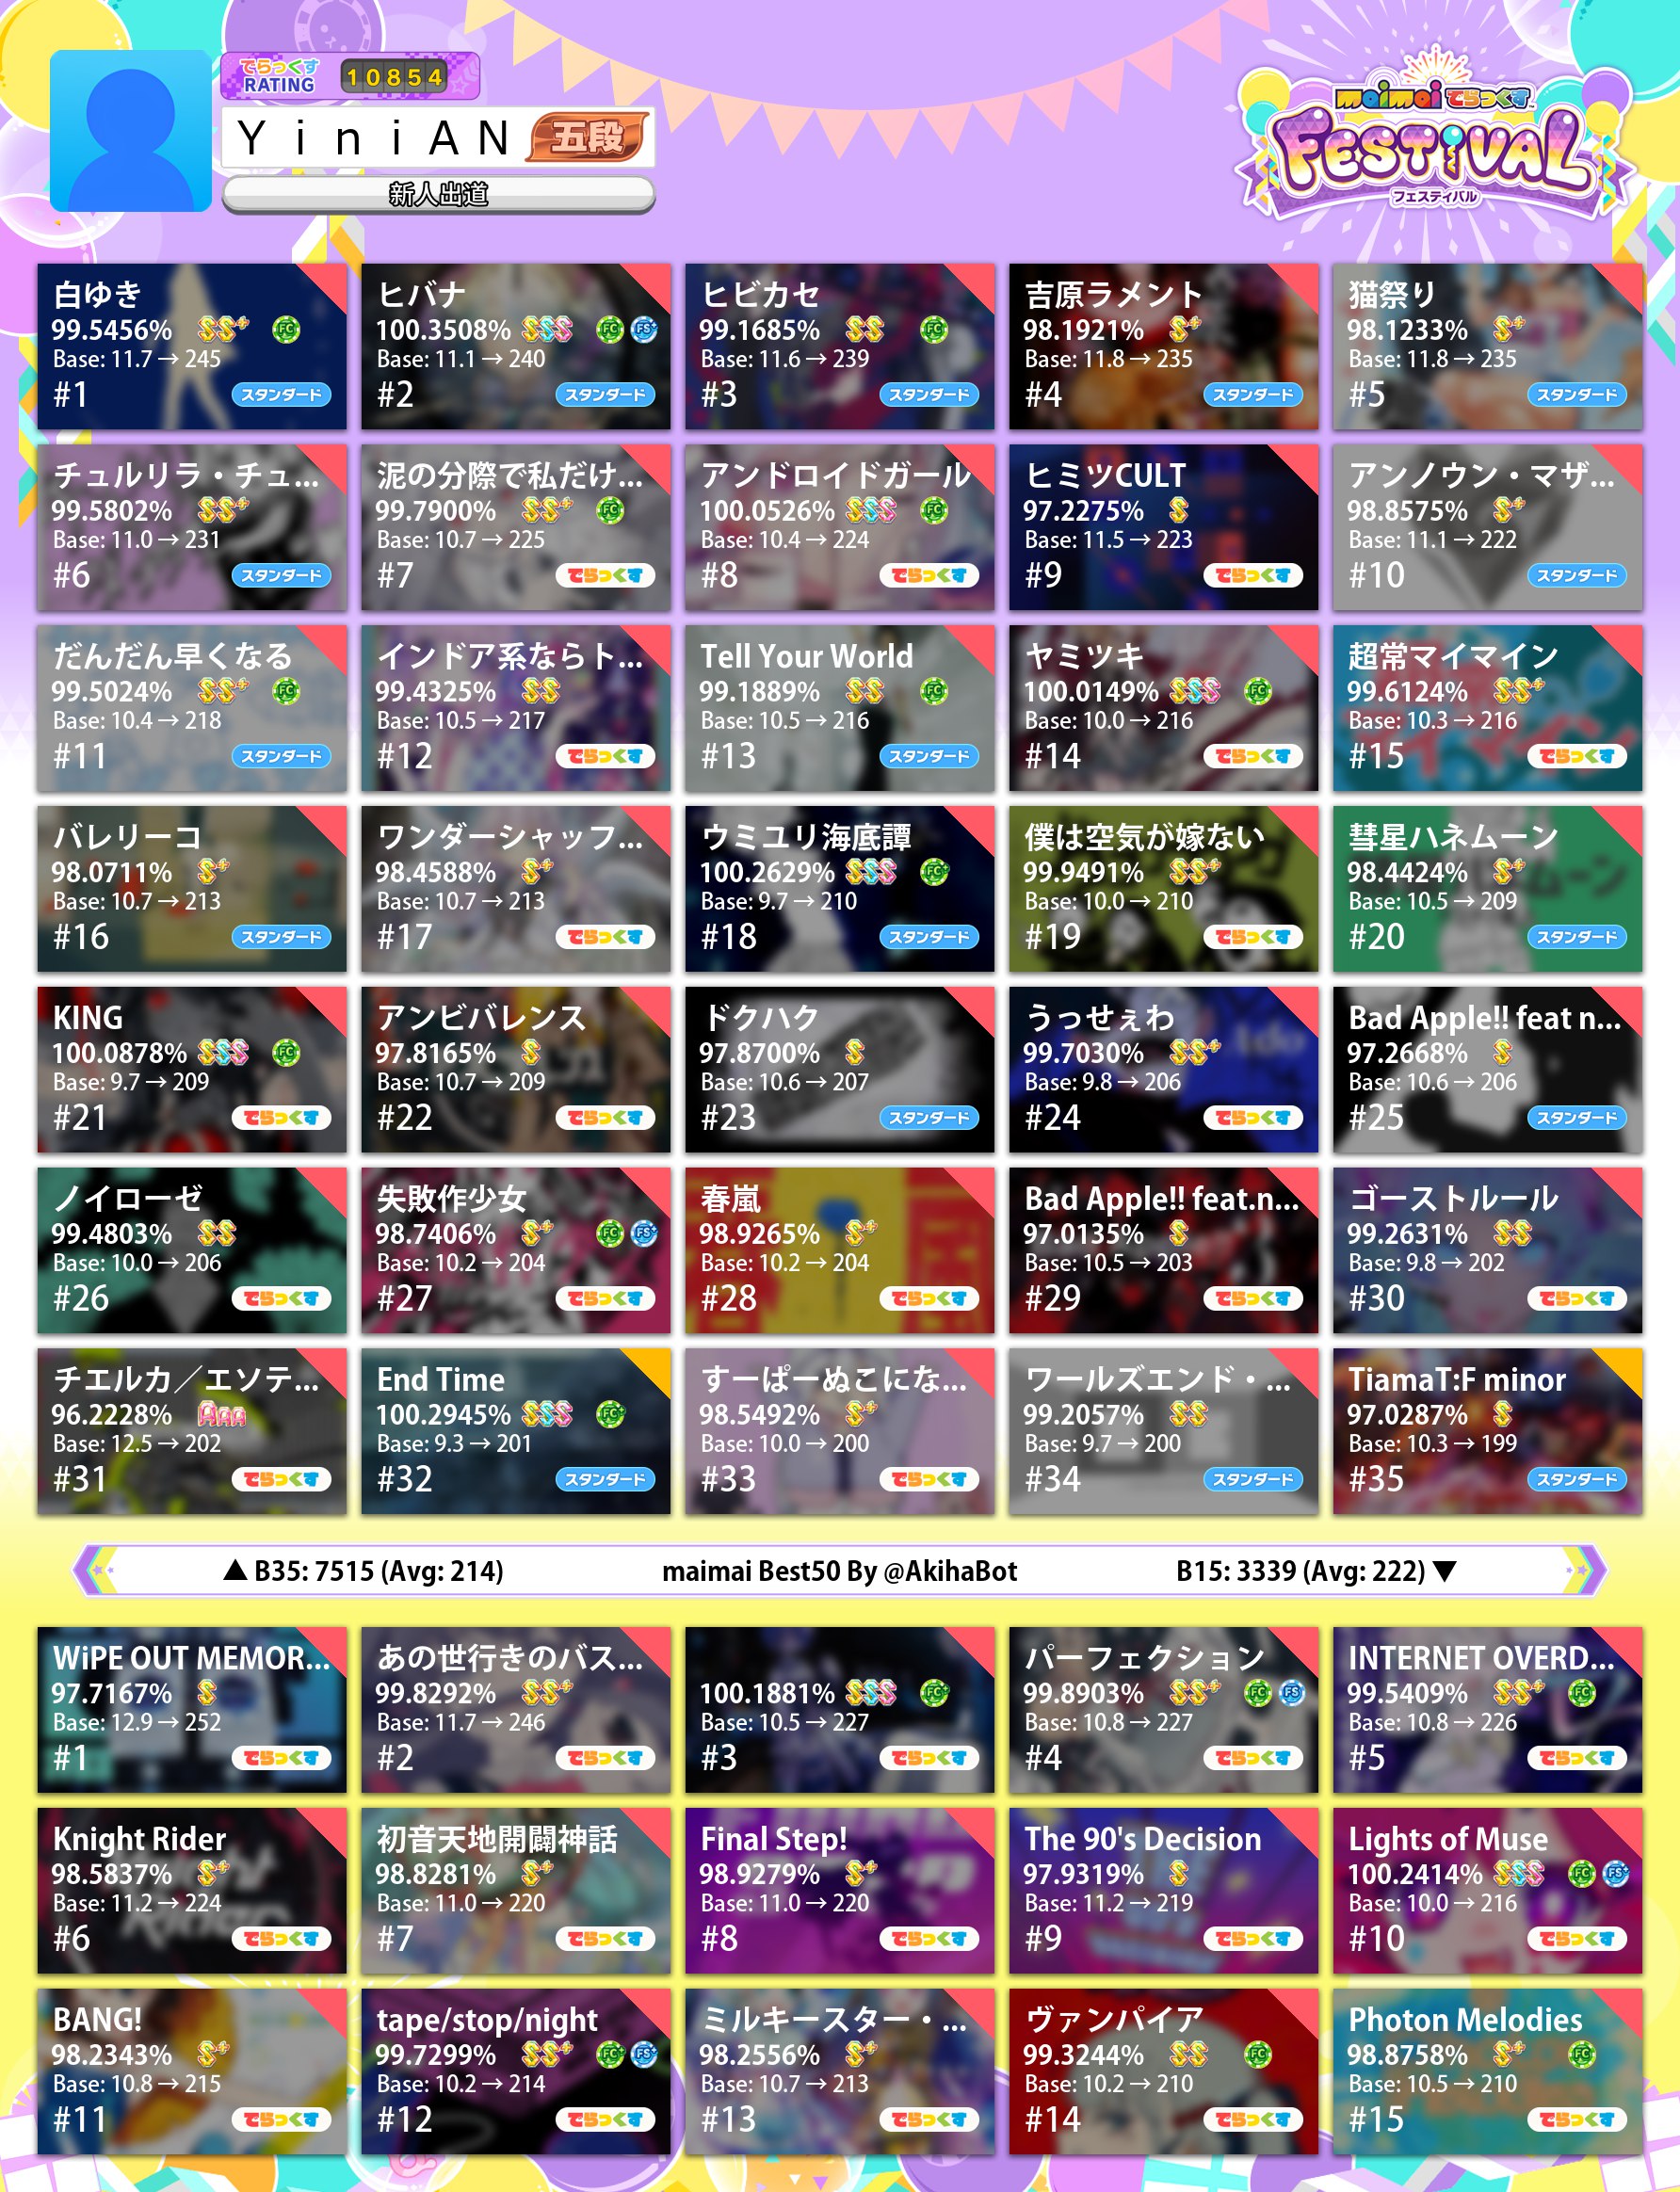 でらっくす
RATING
10854
ＹｉｎｉＡＮ 五段
新人出道
maimai でらっくす
FESTiVAL
フェスティバル
白ゆき
99.5456% SS+ FC
Base: 11.7 → 245
#1 スタンダード
ヒバナ
100.3508% SSS FC FS+
Base: 11.1 → 240
#2 スタンダード
ヒビカセ
99.1685% SS FC
Base: 11.6 → 239
#3 スタンダード
吉原ラメント
98.1921% S+
Base: 11.8 → 235
#4 スタンダード
猫祭り
98.1233% S+
Base: 11.8 → 235
#5 スタンダード
チュルリラ・チュ...
99.5802% SS+
Base: 11.0 → 231
#6 スタンダード
泥の分際で私だけ...
99.7900% SS+ FC
Base: 10.7 → 225
#7 でらっくす
アンドロイドガール
100.0526% SSS FC
Base: 10.4 → 224
#8 でらっくす
ヒミツCULT
97.2275% S
Base: 11.5 → 223
#9 でらっくす
アンノウン・マザ...
98.8575% S+
Base: 11.1 → 222
#10 スタンダード
だんだん早くなる
99.5024% SS+ FC
Base: 10.4 → 218
#11 スタンダード
インドア系ならト...
99.4325% SS
Base: 10.5 → 217
#12 でらっくす
Tell Your World
99.1889% SS FC
Base: 10.5 → 216
#13 スタンダード
ヤミツキ
100.0149% SSS FC
Base: 10.0 → 216
#14 でらっくす
超常マイマイン
99.6124% SS+
Base: 10.3 → 216
#15 でらっくす
バレリーコ
98.0711% S+
Base: 10.7 → 213
#16 スタンダード
ワンダーシャッフ...
98.4588% S+
Base: 10.7 → 213
#17 でらっくす
ウミユリ海底譚
100.2629% SSS FC+
Base: 9.7 → 210
#18 スタンダード
僕は空気が嫁ない
99.9491% SS+
Base: 10.0 → 210
#19 でらっくす
彗星ハネムーン
98.4424% S+
Base: 10.5 → 209
#20 スタンダード
KING
100.0878% SSS FC
Base: 9.7 → 209
#21 でらっくす
アンビバレンス
97.8165% S
Base: 10.7 → 209
#22 でらっくす
ドクハク
97.8700% S
Base: 10.6 → 207
#23 スタンダード
うっせぇわ
99.7030% SS+
Base: 9.8 → 206
#24 でらっくす
Bad Apple!! feat n...
97.2668% S
Base: 10.6 → 206
#25 スタンダード
ノイローゼ
99.4803% SS
Base: 10.0 → 206
#26 でらっくす
失敗作少女
98.7406% S+ FC FS+
Base: 10.2 → 204
#27 でらっくす
春嵐
98.9265% S+
Base: 10.2 → 204
#28 でらっくす
Bad Apple!! feat.n...
97.0135% S
Base: 10.5 → 203
#29 でらっくす
ゴーストルール
99.2631% SS
Base: 9.8 → 202
#30 でらっくす
チエルカ／エソテ...
96.2228% AAA
Base: 12.5 → 202
#31 でらっくす
End Time
100.2945% SSS FC+
Base: 9.3 → 201
#32 スタンダード
すーぱーぬこにな...
98.5492% S+
Base: 10.0 → 200
#33 でらっくす
ワールズエンド・...
99.2057% SS
Base: 9.7 → 200
#34 スタンダード
TiamaT:F minor
97.0287% S
Base: 10.3 → 199
#35 スタンダード
▲ B35: 7515 (Avg: 214) maimai Best50 By @AkihaBot B15: 3339 (Avg: 222) ▼
WiPE OUT MEMOR...
97.7167% S
Base: 12.9 → 252
#1 でらっくす
あの世行きのバス...
99.8292% SS+
Base: 11.7 → 246
#2 でらっくす
100.1881% SSS FC+
Base: 10.5 → 227
#3 でらっくす
パーフェクション
99.8903% SS+ FC FS
Base: 10.8 → 227
#4 でらっくす
INTERNET OVERD...
99.5409% SS+ FC
Base: 10.8 → 226
#5 でらっくす
Knight Rider
98.5837% S+
Base: 11.2 → 224
#6 でらっくす
初音天地開闢神話
98.8281% S+
Base: 11.0 → 220
#7 でらっくす
Final Step!
98.9279% S+
Base: 11.0 → 220
#8 でらっくす
The 90's Decision
97.9319% S
Base: 11.2 → 219
#9 でらっくす
Lights of Muse
100.2414% SSS FC FS+
Base: 10.0 → 216
#10 でらっくす
BANG!
98.2343% S+
Base: 10.8 → 215
#11 でらっくす
tape/stop/night
99.7299% SS+ FC+ FS+
Base: 10.2 → 214
#12 でらっくす
ミルキースター・...
98.2556% S+
Base: 10.7 → 213
#13 でらっくす
ヴァンパイア
99.3244% SS FC
Base: 10.2 → 210
#14 でらっくす
Photon Melodies
98.8758% S+ FC
Base: 10.5 → 210
#15 でらっくす